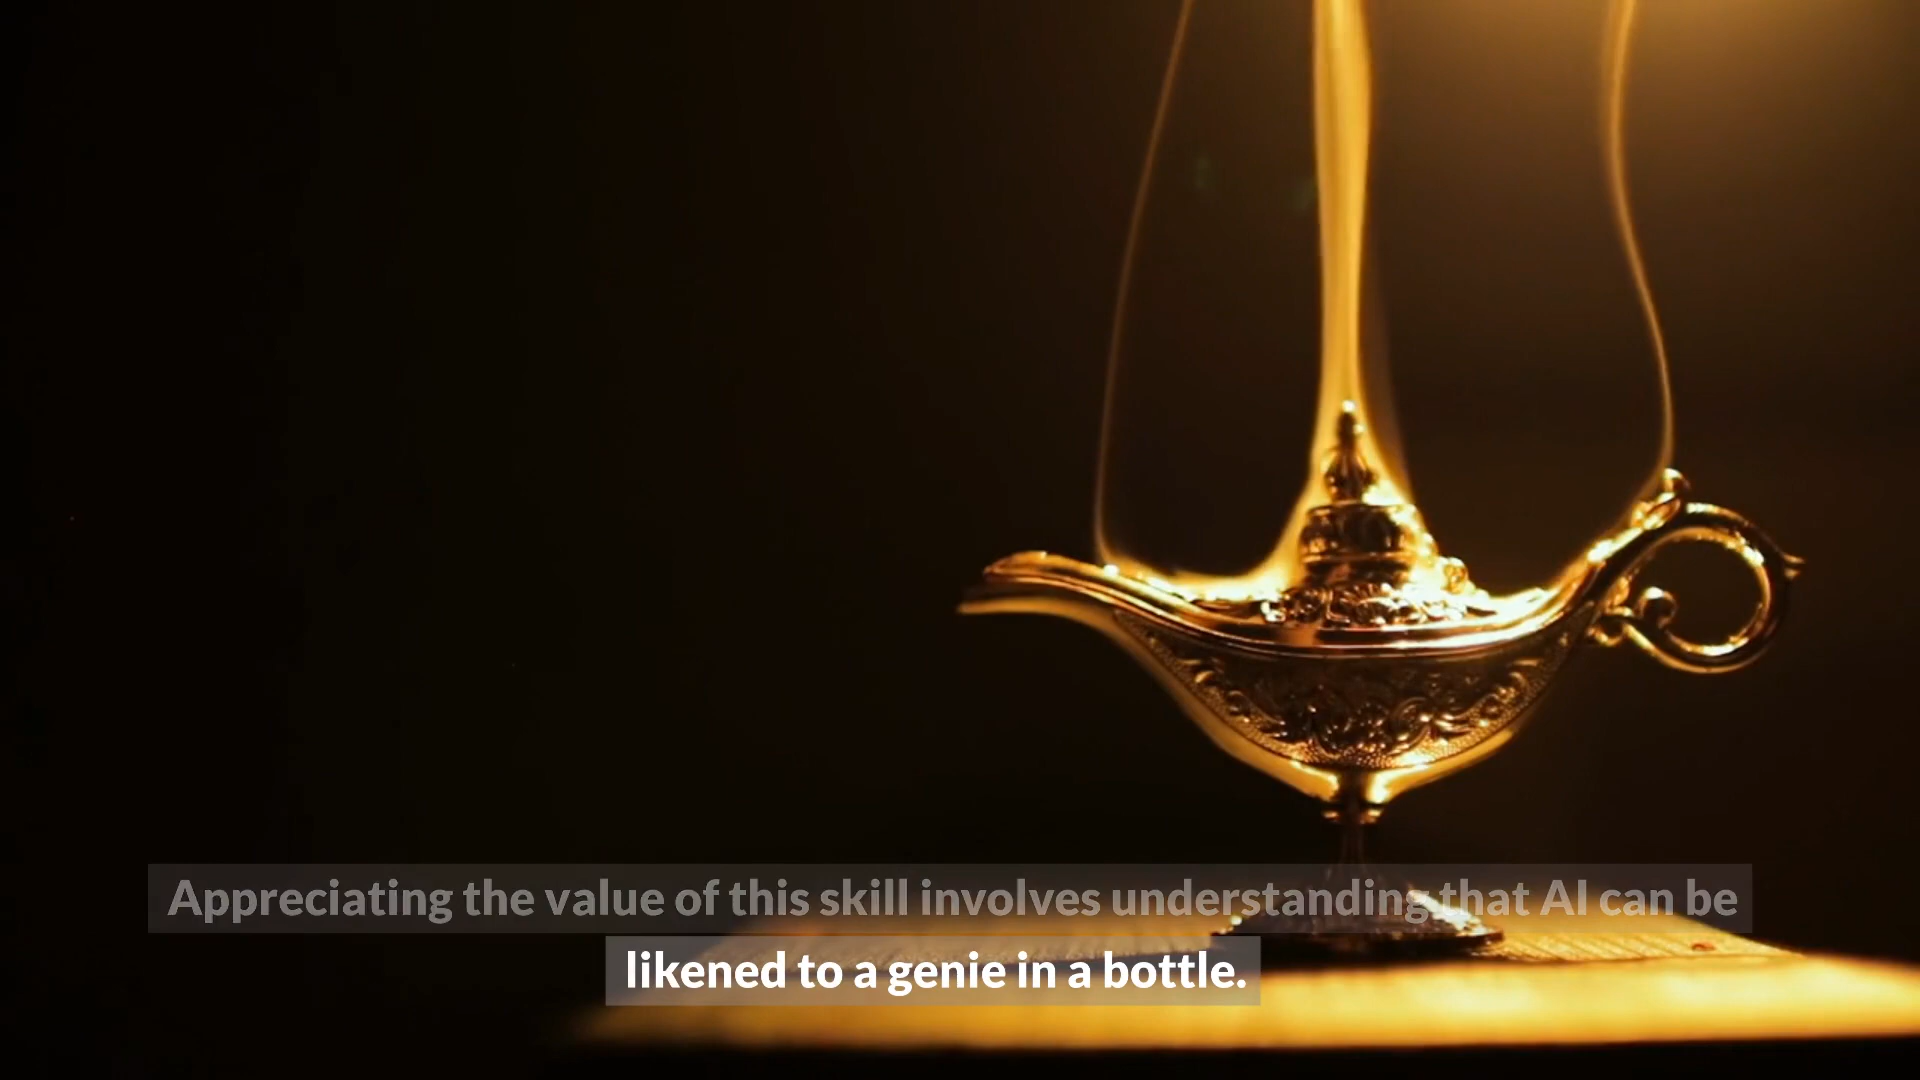 Appreciating the value of this skill involves understanding that AI can be
likened to a genie in a bottle.